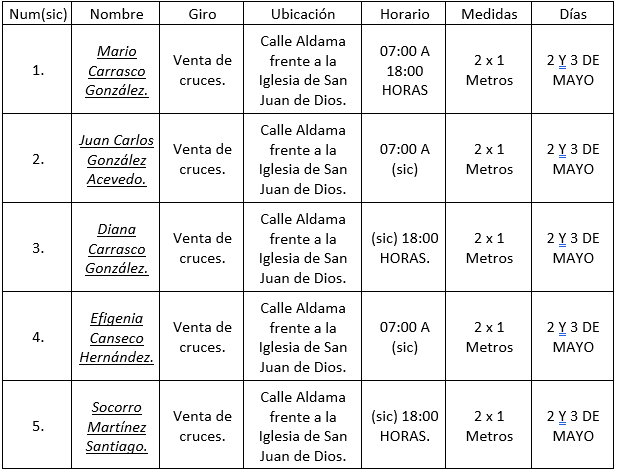 Num(sic) Nombre Giro Ubicación Horario Medidas Días
1.
Mario
Carrasco
González.
Venta de
cruces.
Calle Aldama
frente a la
Iglesia de San
Juan de Dios.
07:00 A
18:00
HORAS
2 x 1
Metros
2 Y 3 DE
MAYO
2.
Juan Carlos
González
Acevedo.
Venta de
cruces.
Calle Aldama
frente a la
Iglesia de San
Juan de Dios.
07:00 A
(sic)
2 x 1
Metros
2 Y 3 DE
MAYO
3.
Diana
Carrasco
González.
Venta de
cruces.
Calle Aldama
frente a la
Iglesia de San
Juan de Dios.
(sic) 18:00
HORAS.
2 x 1
Metros
2 Y 3 DE
MAYO
4.
Efigenia
Canseco
Hernández.
Venta de
cruces.
Calle Aldama
frente a la
Iglesia de San
Juan de Dios.
07:00 A
(sic)
2 x 1
Metros
2 Y 3 DE
MAYO
5.
Socorro
Martínez
Santiago.
Venta de
cruces.
Calle Aldama
frente a la
Iglesia de San
Juan de Dios.
(sic) 18:00
HORAS.
2 x 1
Metros
2 Y 3 DE
MAYO